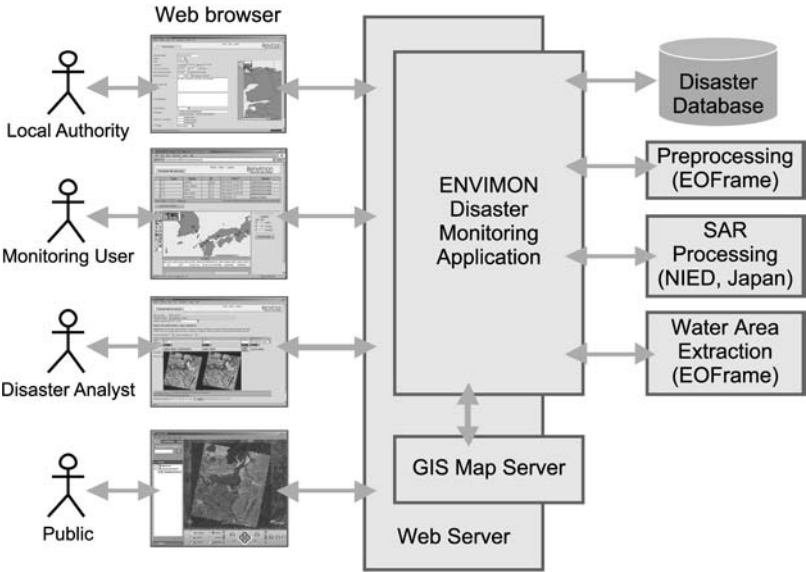 Web browser
Local Authority
Monitoring User
Disaster Analyst
Public
ENVIMON
Disaster
Monitoring
Application
GIS Map Server
Web Server
Disaster
Database
Preprocessing
(EOFrame)
SAR
Processing
(NIED, Japan)
Water Area
Extraction
(EOFrame)